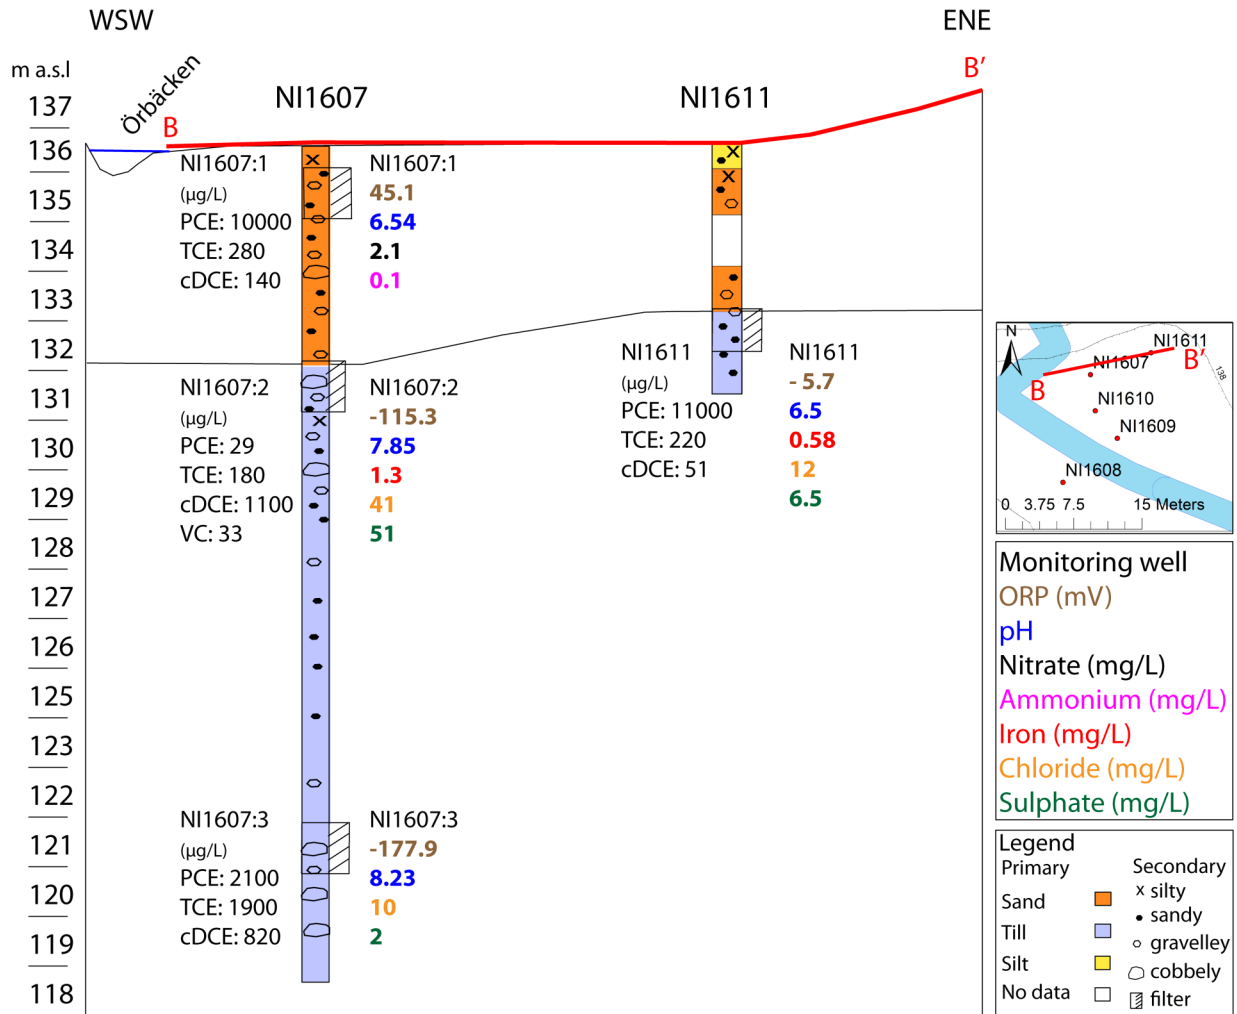 WSW
ENE
m a.s.l
Örbäcken
B
NI1607
NI1611
B’
137
136
135
134
133
132
131
130
129
128
127
126
125
123
122
121
120
119
118
NI1607:1
(µg/L)
PCE: 10000
TCE: 280
cDCE: 140
NI1607:1
45.1
6.54
2.1
0.1
NI1607:2
(µg/L)
PCE: 29
TCE: 180
cDCE: 1100
VC: 33
NI1607:2
-115.3
7.85
1.3
41
51
NI1607:3
(µg/L)
PCE: 2100
TCE: 1900
cDCE: 820
NI1607:3
-177.9
8.23
10
2
NI1611
(µg/L)
PCE: 11000
TCE: 220
cDCE: 51
NI1611
- 5.7
6.5
0.58
12
6.5
N
NI1611
NI1607
B’
B
138
NI1610
NI1609
NI1608
0 3.75 7.5 15 Meters
Monitoring well
ORP (mV)
pH
Nitrate (mg/L)
Ammonium (mg/L)
Iron (mg/L)
Chloride (mg/L)
Sulphate (mg/L)
Legend
Primary
Sand
Till
Silt
No data
Secondary
x silty
sandy
gravelley
cobbely
filter